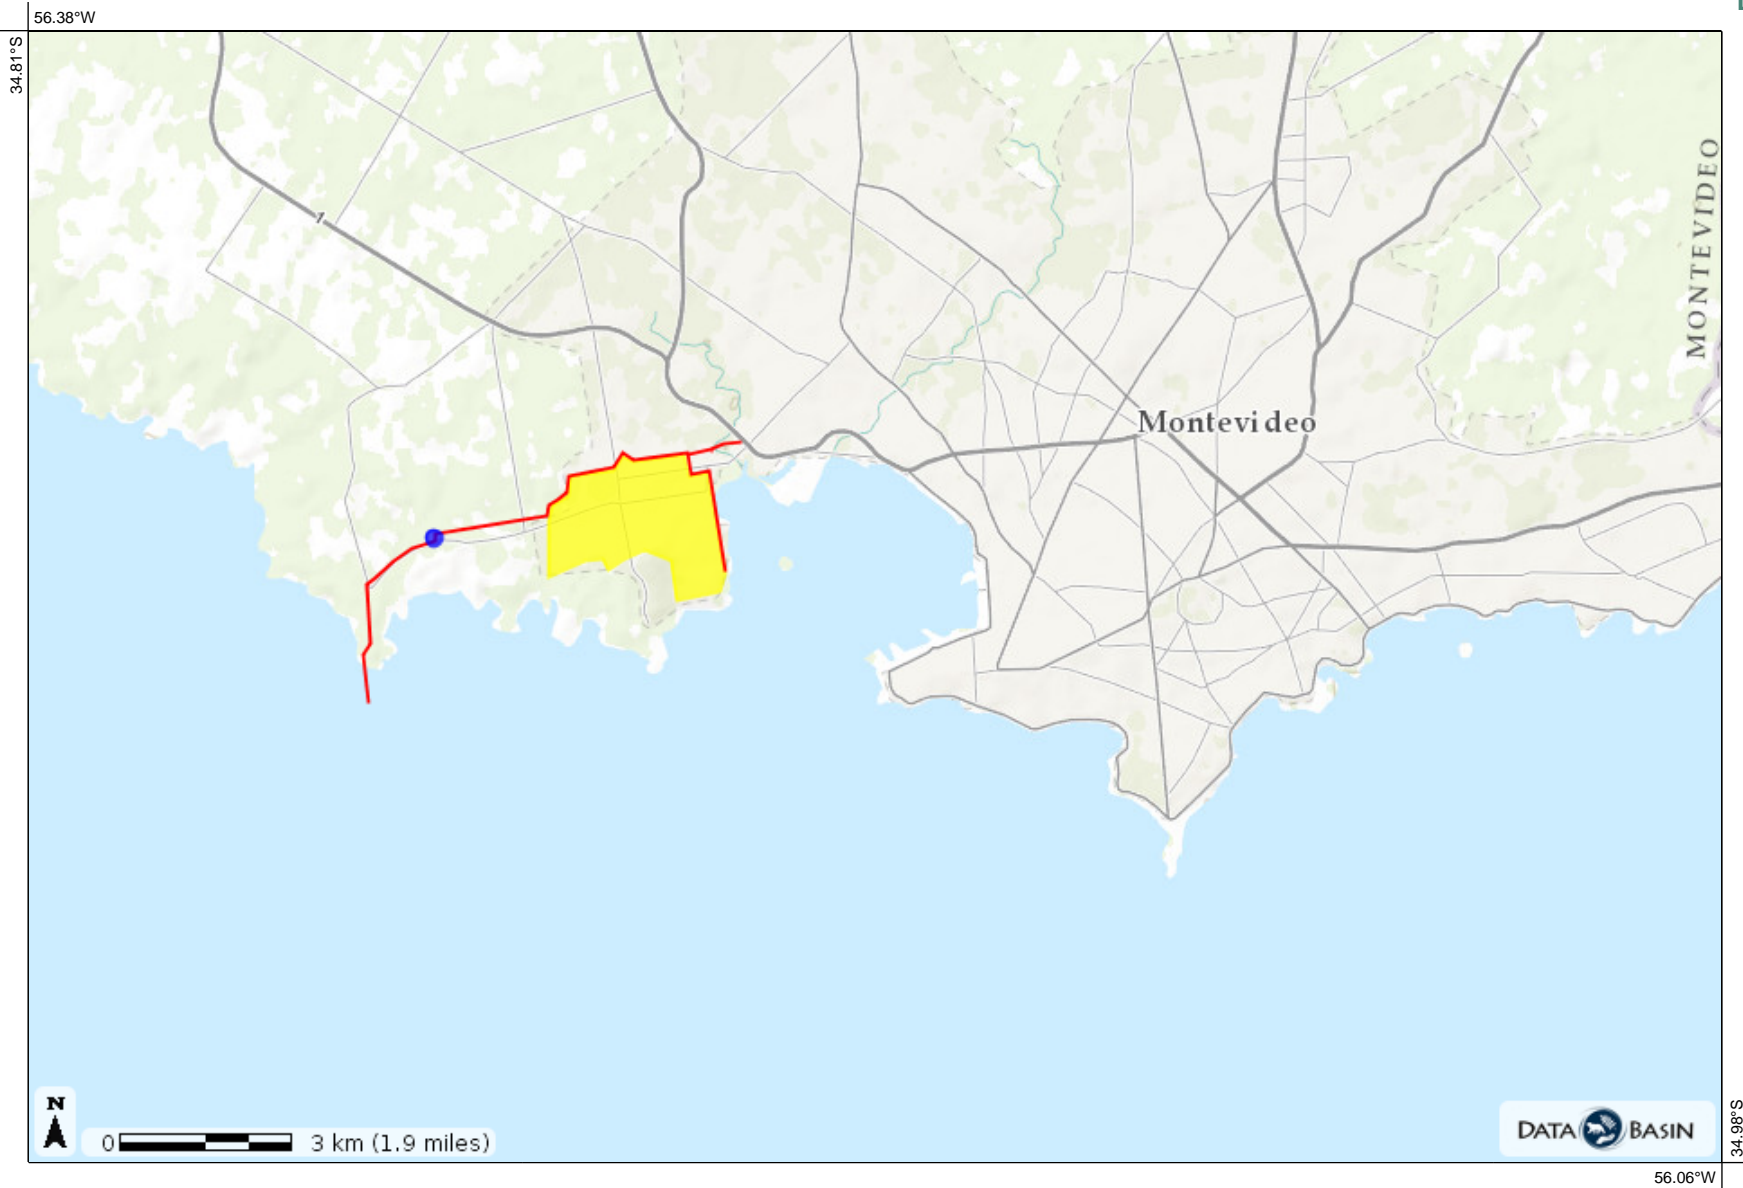 56.38°W
34.81°S
1
MONTEVIDEO
Montevideo
N
0 3 km (1.9 miles)
DATA BASIN
34.98°S
56.06°W